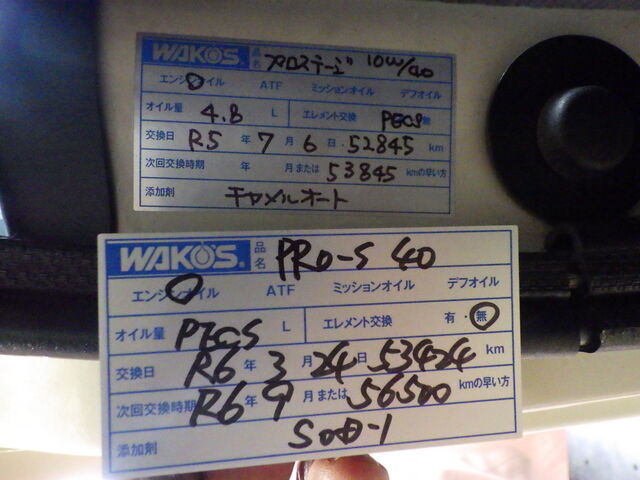 WAKO'S 品名 プロステージ 10W/40
エンジンオイル ATF ミッションオイル デフオイル
オイル量 4.8 L エレメント交換 PECS 無
交換日 R5 年 7 月 6 日 52845 km
次回交換時期 年 月または 53845 kmの早い方
添加剤 チャメルオート
WAKO'S 品名 PRO-S 40
エンジンオイル ATF ミッションオイル デフオイル
オイル量 PECS L エレメント交換 有・無
交換日 R6 年 3 月 24 日 53424 km
次回交換時期 R6 年 9 月または 56500 kmの早い方
添加剤 SOD-1